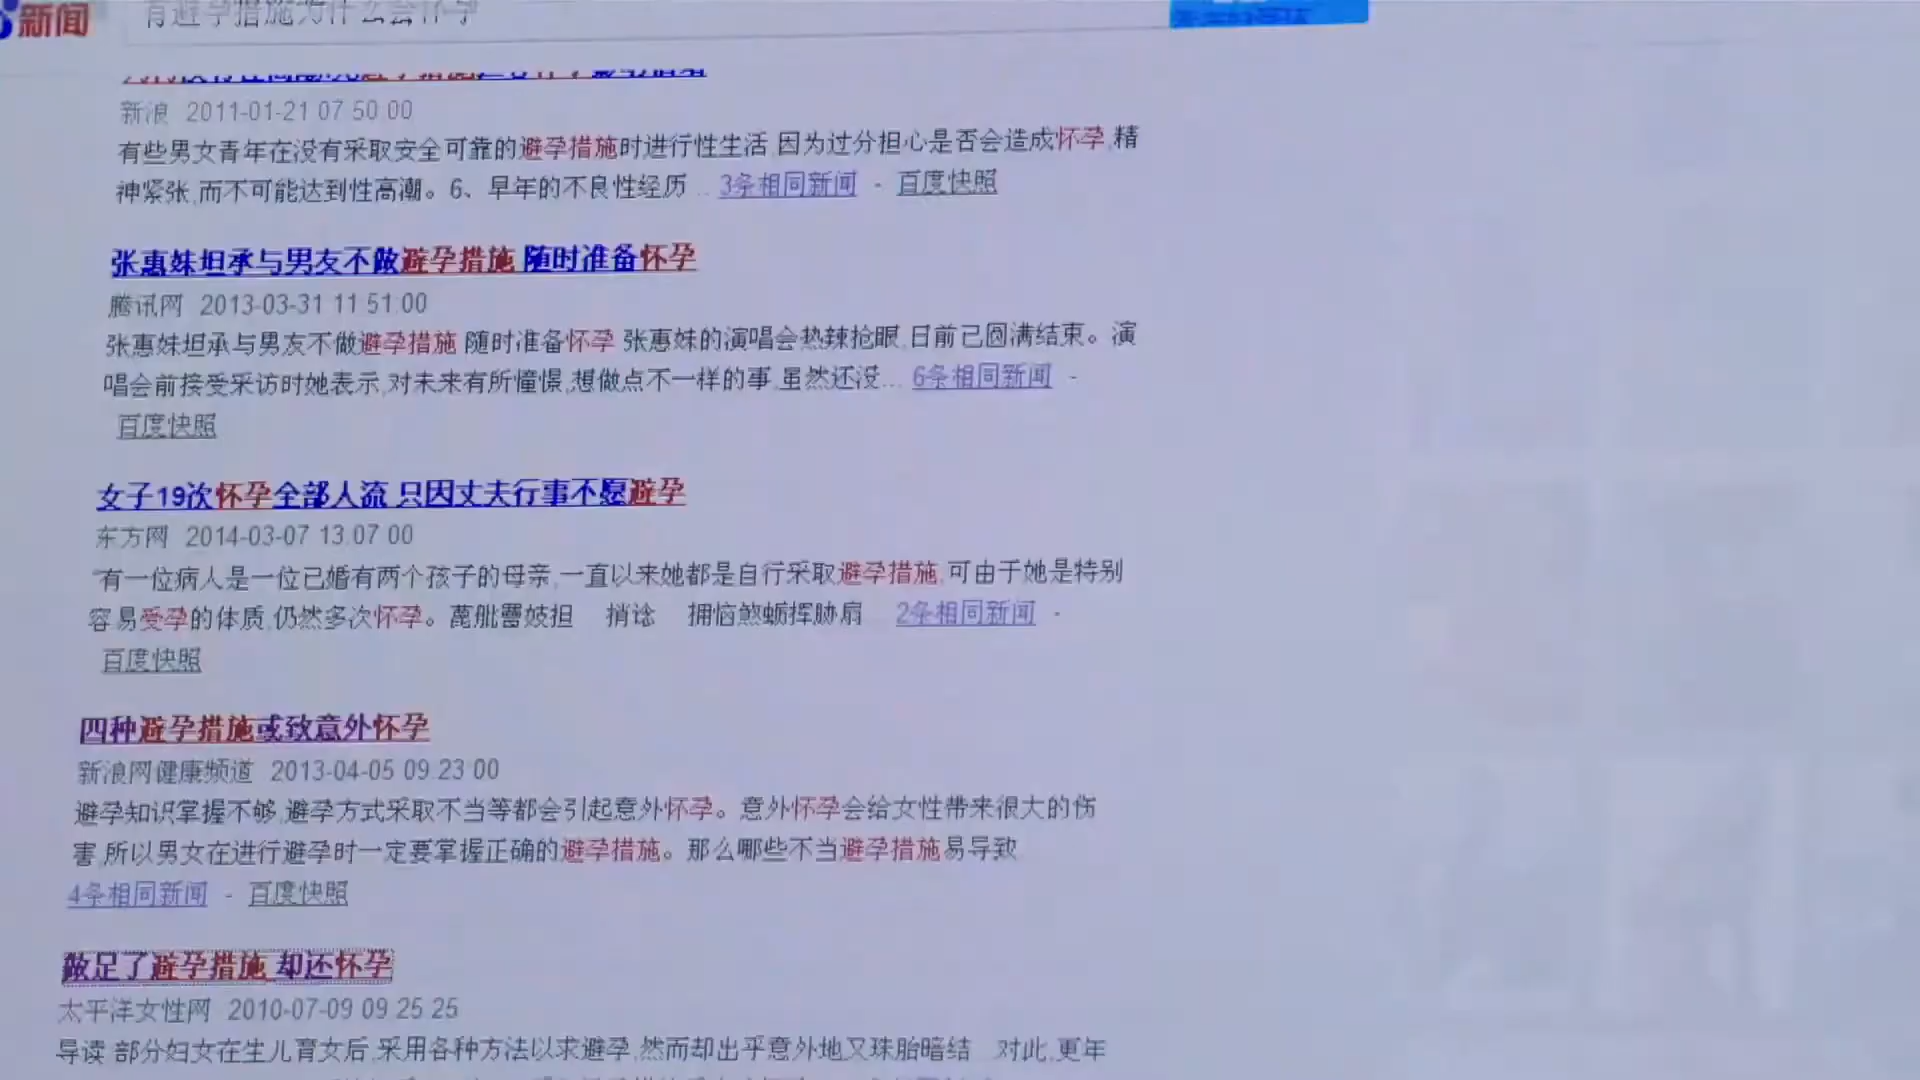 新闻
有避孕措施为什么会怀孕
新浪 2011-01-21 07 50 00
有些男女青年在没有采取安全可靠的避孕措施时进行性生活,因为过分担心是否会造成怀孕,精
神紧张,而不可能达到性高潮。6、早年的不良性经历 .. 3条相同新闻 - 百度快照
张惠妹坦承与男友不做避孕措施 随时准备怀孕
腾讯网 2013-03-31 11 51:00
张惠妹坦承与男友不做避孕措施 随时准备怀孕 张惠妹的演唱会热辣抢眼,日前已圆满结束。演
唱会前接受采访时她表示,对未来有所憧憬,想做点不一样的事,虽然还没... 6条相同新闻 -
百度快照
女子19次怀孕全部人流 只因丈夫行事不愿避孕
东方网 2014-03-07 13:07 00
"有一位病人是一位已婚有两个孩子的母亲,一直以来她都是自行采取避孕措施,可由于她是特别
容易受孕的体质,仍然多次怀孕。 捎谂 拥恼煞蛎挥胁扇 2条相同新闻 -
百度快照
四种避孕措施或致意外怀孕
新浪网健康频道 2013-04-05 09 23 00
避孕知识掌握不够,避孕方式采取不当等都会引起意外怀孕。意外怀孕会给女性带来很大的伤
害,所以男女在进行避孕时一定要掌握正确的避孕措施。那么哪些不当避孕措施易导致
4条相同新闻 - 百度快照
做足了避孕措施 却还怀孕
太平洋女性网 2010-07-09 09 25 25
导读 部分妇女在生儿育女后,采用各种方法以求避孕,然而却出乎意外地又珠胎暗结 对此,更年